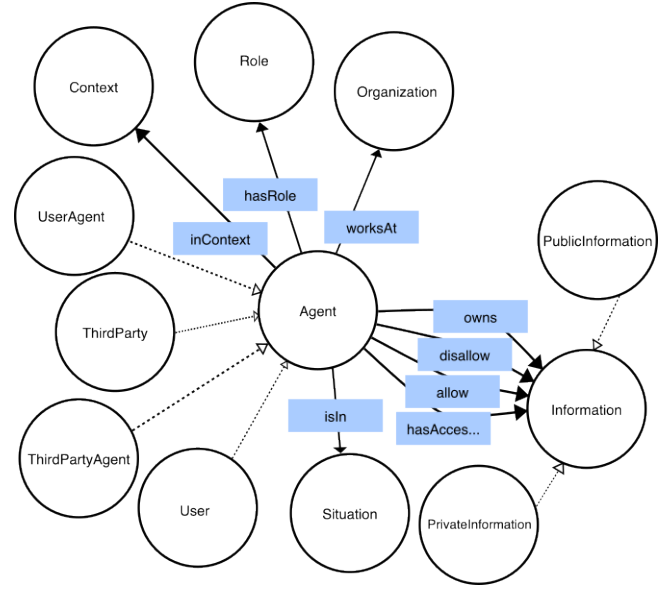 Role
Context
Organization
hasRole
UserAgent
worksAt
inContext
PublicInformation
Agent
owns
ThirdParty
disallow
allow
Information
isIn
hasAcces...
ThirdPartyAgent
User
Situation
PrivateInformation